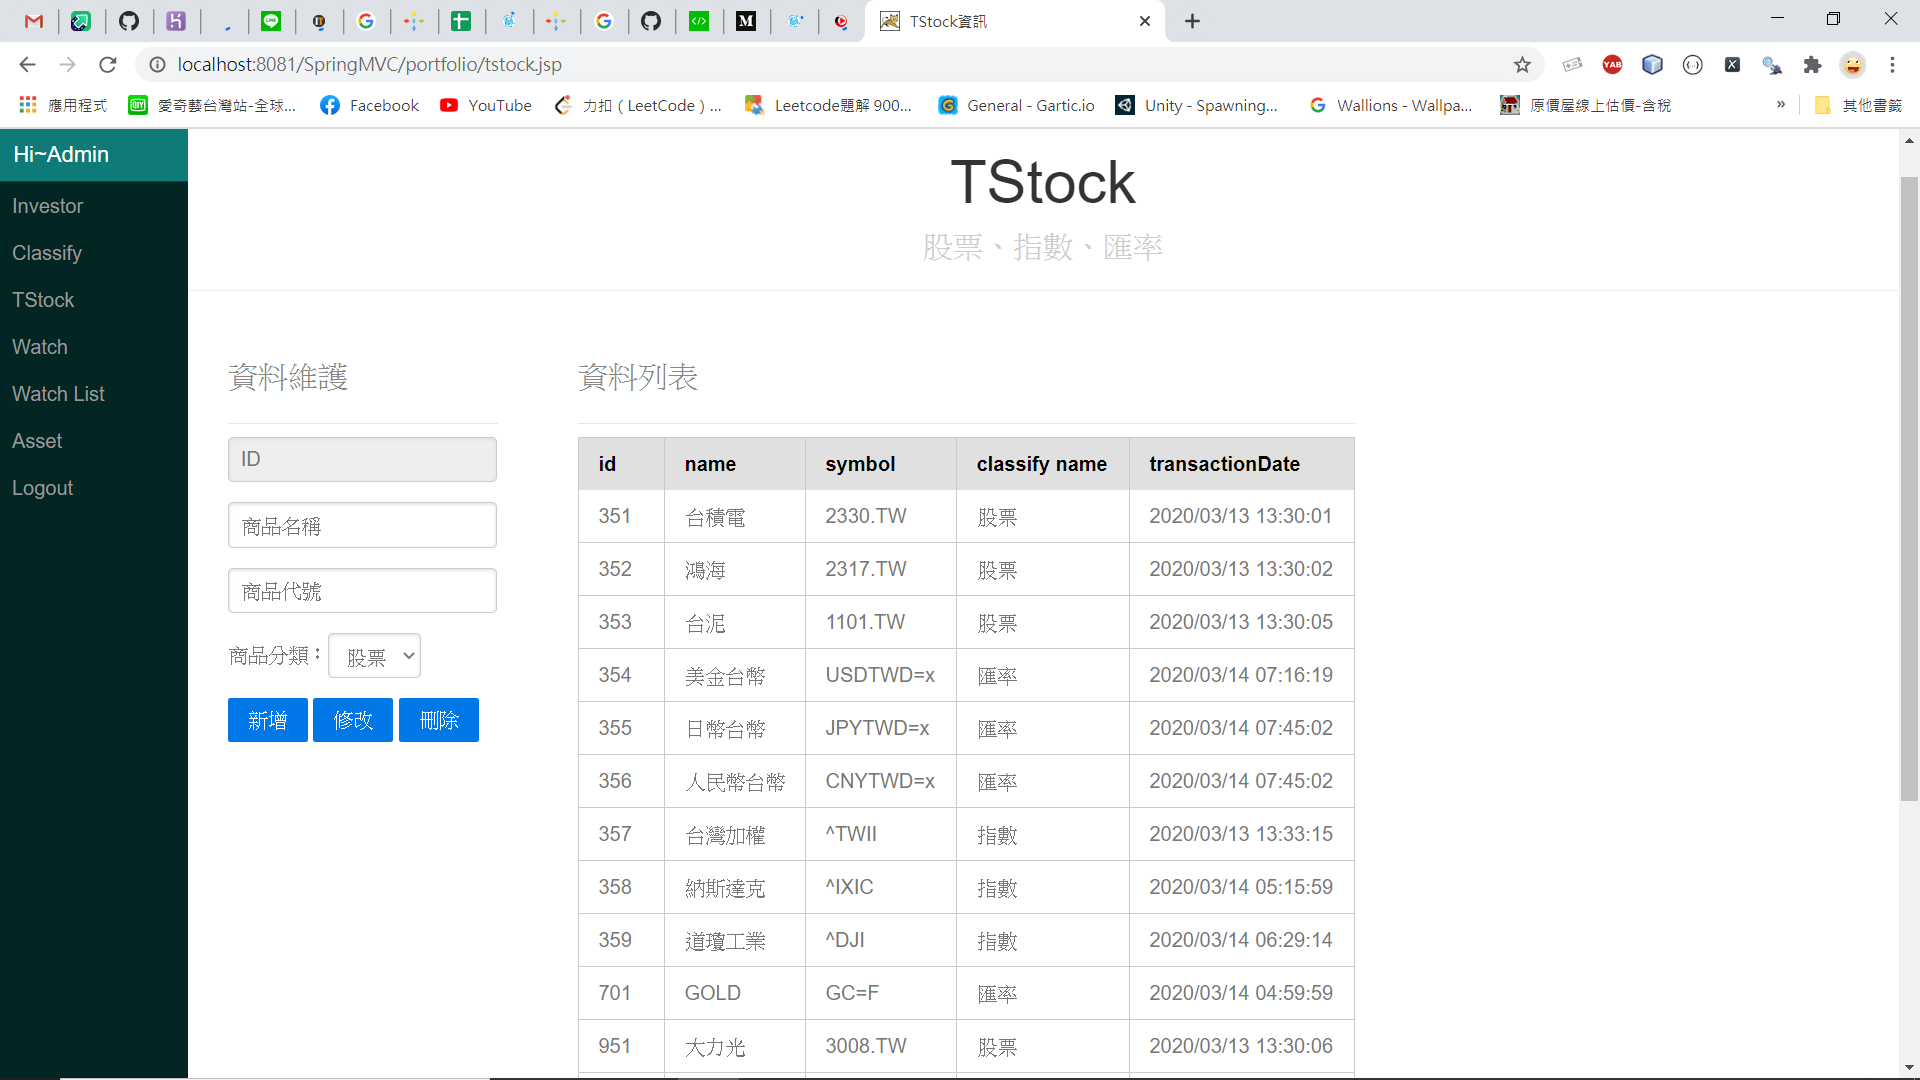 TStock資訊
localhost:8081/SpringMVC/portfolio/tstock.jsp
應用程式
愛奇藝台灣站-全球...
Facebook
YouTube
力扣 ( LeetCode ) ...
Leetcode題解 900...
General - Gartic.io
Unity - Spawning...
Wallions - Wallpa...
原價屋線上估價-含稅
»
其他書籤
Hi~Admin
Investor
Classify
TStock
Watch
Watch List
Asset
Logout
TStock
股票、指數、匯率
資料維護
ID
商品名稱
商品代號
商品分類： 股票
新增 修改 刪除
資料列表
id name symbol classify name transactionDate
351 台積電 2330.TW 股票 2020/03/13 13:30:01
352 鴻海 2317.TW 股票 2020/03/13 13:30:02
353 台泥 1101.TW 股票 2020/03/13 13:30:05
354 美金台幣 USDTWD=x 匯率 2020/03/14 07:16:19
355 日幣台幣 JPYTWD=x 匯率 2020/03/14 07:45:02
356 人民幣台幣 CNYTWD=x 匯率 2020/03/14 07:45:02
357 台灣加權 ^TWII 指數 2020/03/13 13:33:15
358 納斯達克 ^IXIC 指數 2020/03/14 05:15:59
359 道瓊工業 ^DJI 指數 2020/03/14 06:29:14
701 GOLD GC=F 匯率 2020/03/14 04:59:59
951 大力光 3008.TW 股票 2020/03/13 13:30:06